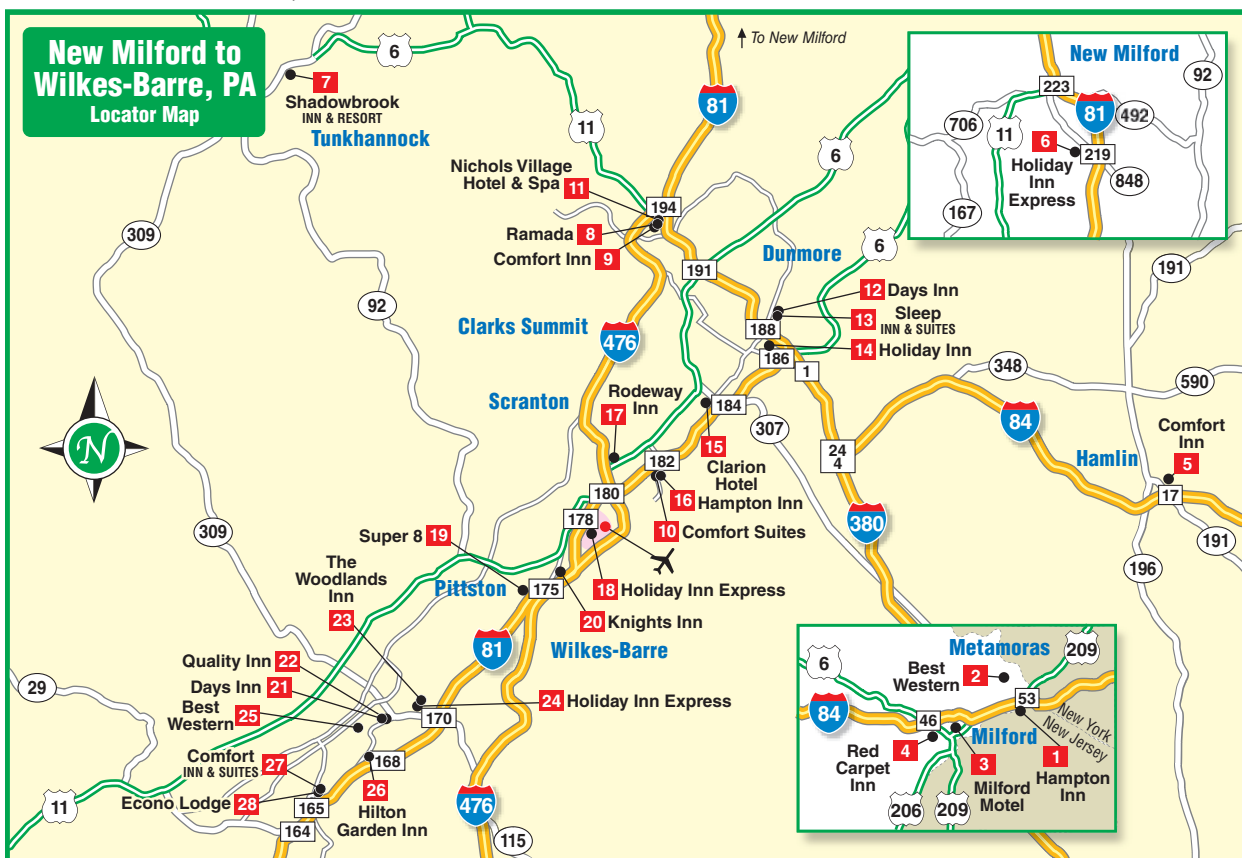 New Milford to
Wilkes-Barre, PA
Locator Map
6
7
Shadowbrook
INN & RESORT
Tunkhannock
6
11
To New Milford
81
6
6
New Milford
92
223
81
492
706
11
6
219
Holiday
Inn
Express
848
167
Nichols Village
Hotel & Spa 11
194
Ramada 8
Comfort Inn 9
191
Dunmore
191
309
92
12 Days Inn
13 Sleep
INN & SUITES
188
14 Holiday Inn
186
1
Clarks Summit
476
348
590
Scranton
Rodeway
Inn
17
184
307
84
N
15
Clarion
Hotel
24
4
Comfort
Inn
5
Hamlin
17
182
16 Hampton Inn
180
10 Comfort Suites
178
380
191
309
Super 8 19
The
Woodlands
Inn
23
Pittston
175
18 Holiday Inn Express
20 Knights Inn
196
81
Wilkes-Barre
Quality Inn 22
Days Inn 21
29
Best
Western 25
24 Holiday Inn Express
170
Comfort
INN & SUITES 27
168
Econo Lodge 28
26
Hilton
Garden Inn
11
165
164
476
115
Metamoras
209
6
Best
Western
2
53
84
46
New York
New Jersey
Milford
4
Red
Carpet
Inn
3
Milford
Motel
1
Hampton
Inn
206
209